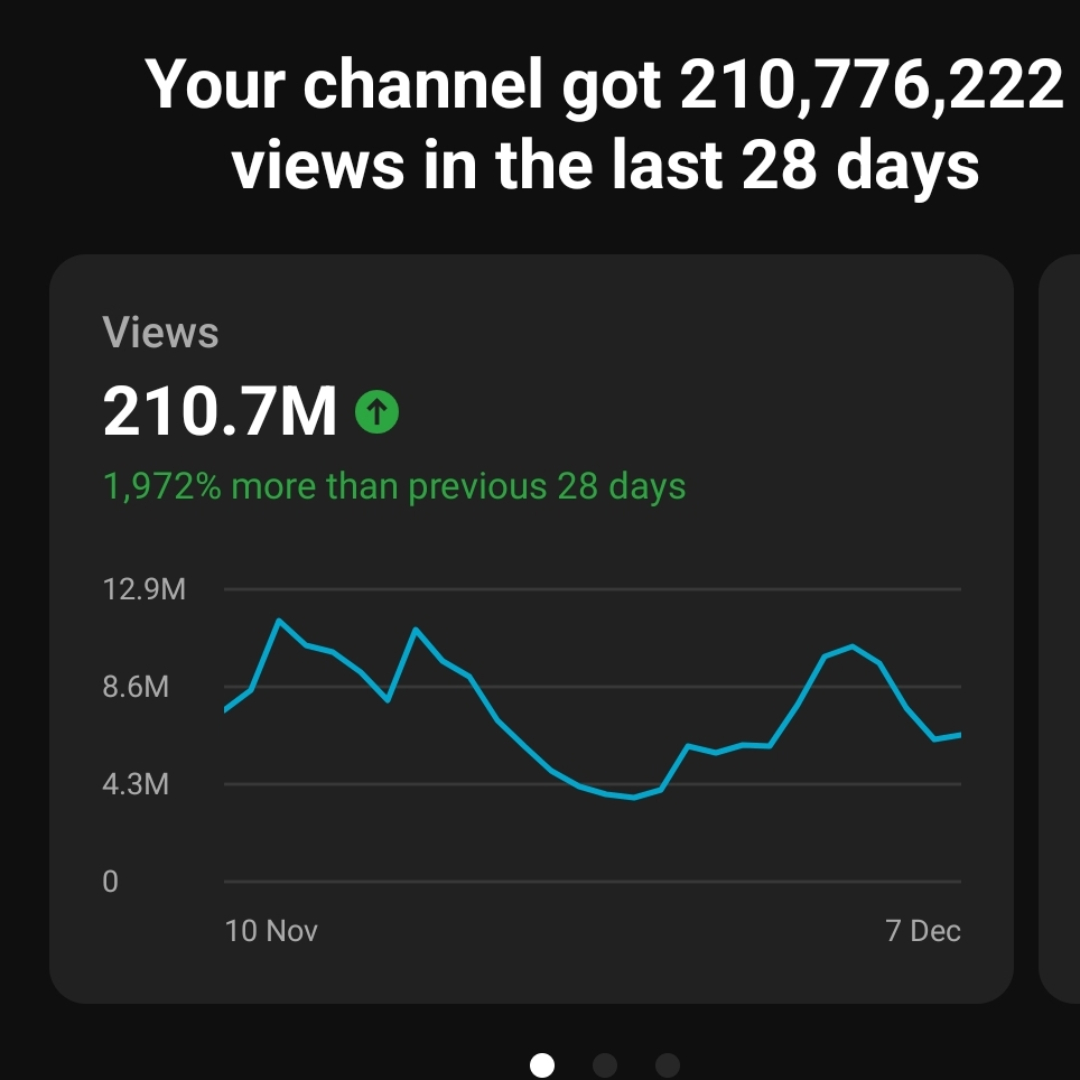 Your channel got 210,776,222
views in the last 28 days
Views
210.7M
1,972% more than previous 28 days
12.9M
8.6M
4.3M
0
10 Nov
7 Dec